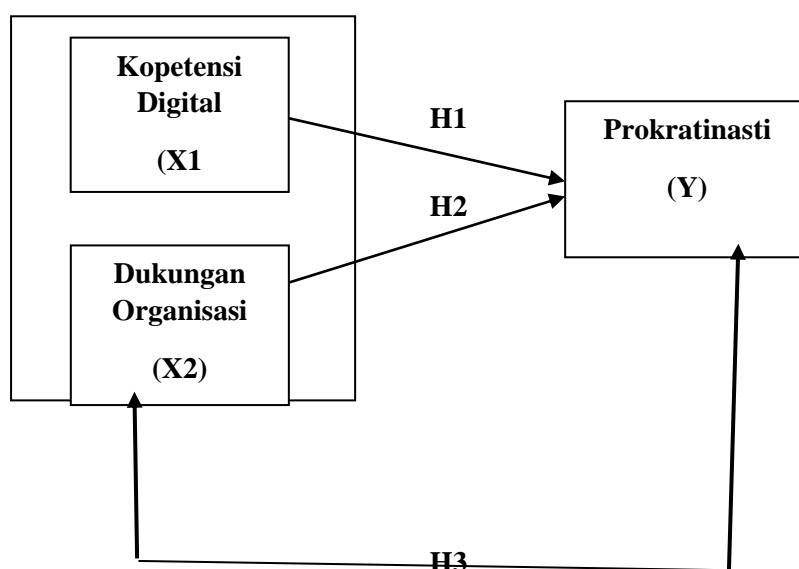 Kopetensi
Digital
(X1
H1
Prokratinasti
(Y)
H2
Dukungan
Organisasi
(X2)
H3